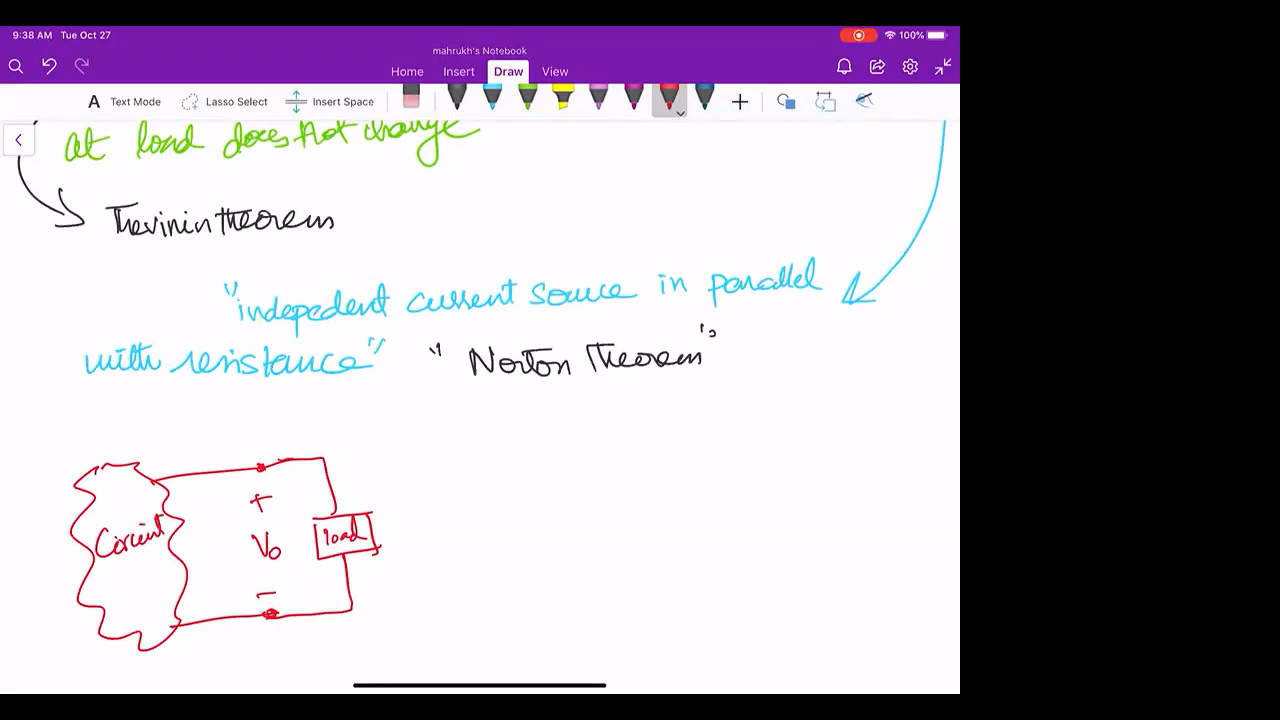 9:38 AM Tue Oct 27
100%
mahrukh's Notebook
Home Insert Draw View
A Text Mode Lasso Select Insert Space
at load does not change
Thevinin theorem
"indepedent current source in parallel
with resistance" "Norton Theorem"
Circuit
+
Vo
-
load